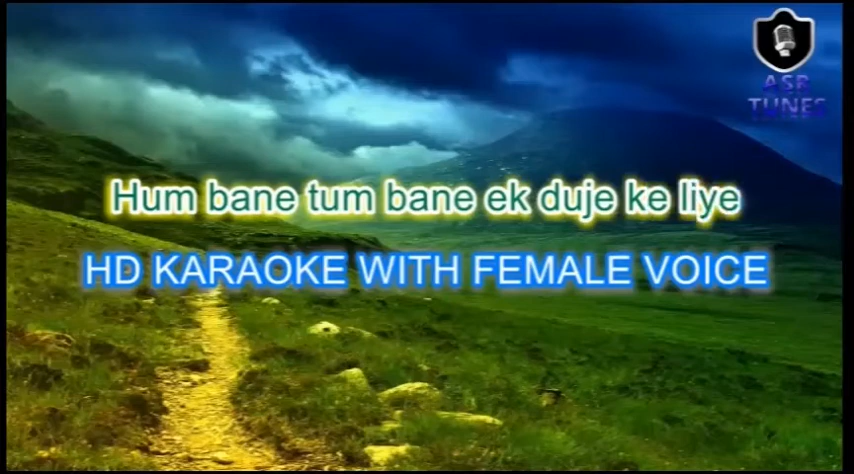 ASR
TUNES
Hum bane tum bane ek duje ke liye
HD KARAOKE WITH FEMALE VOICE